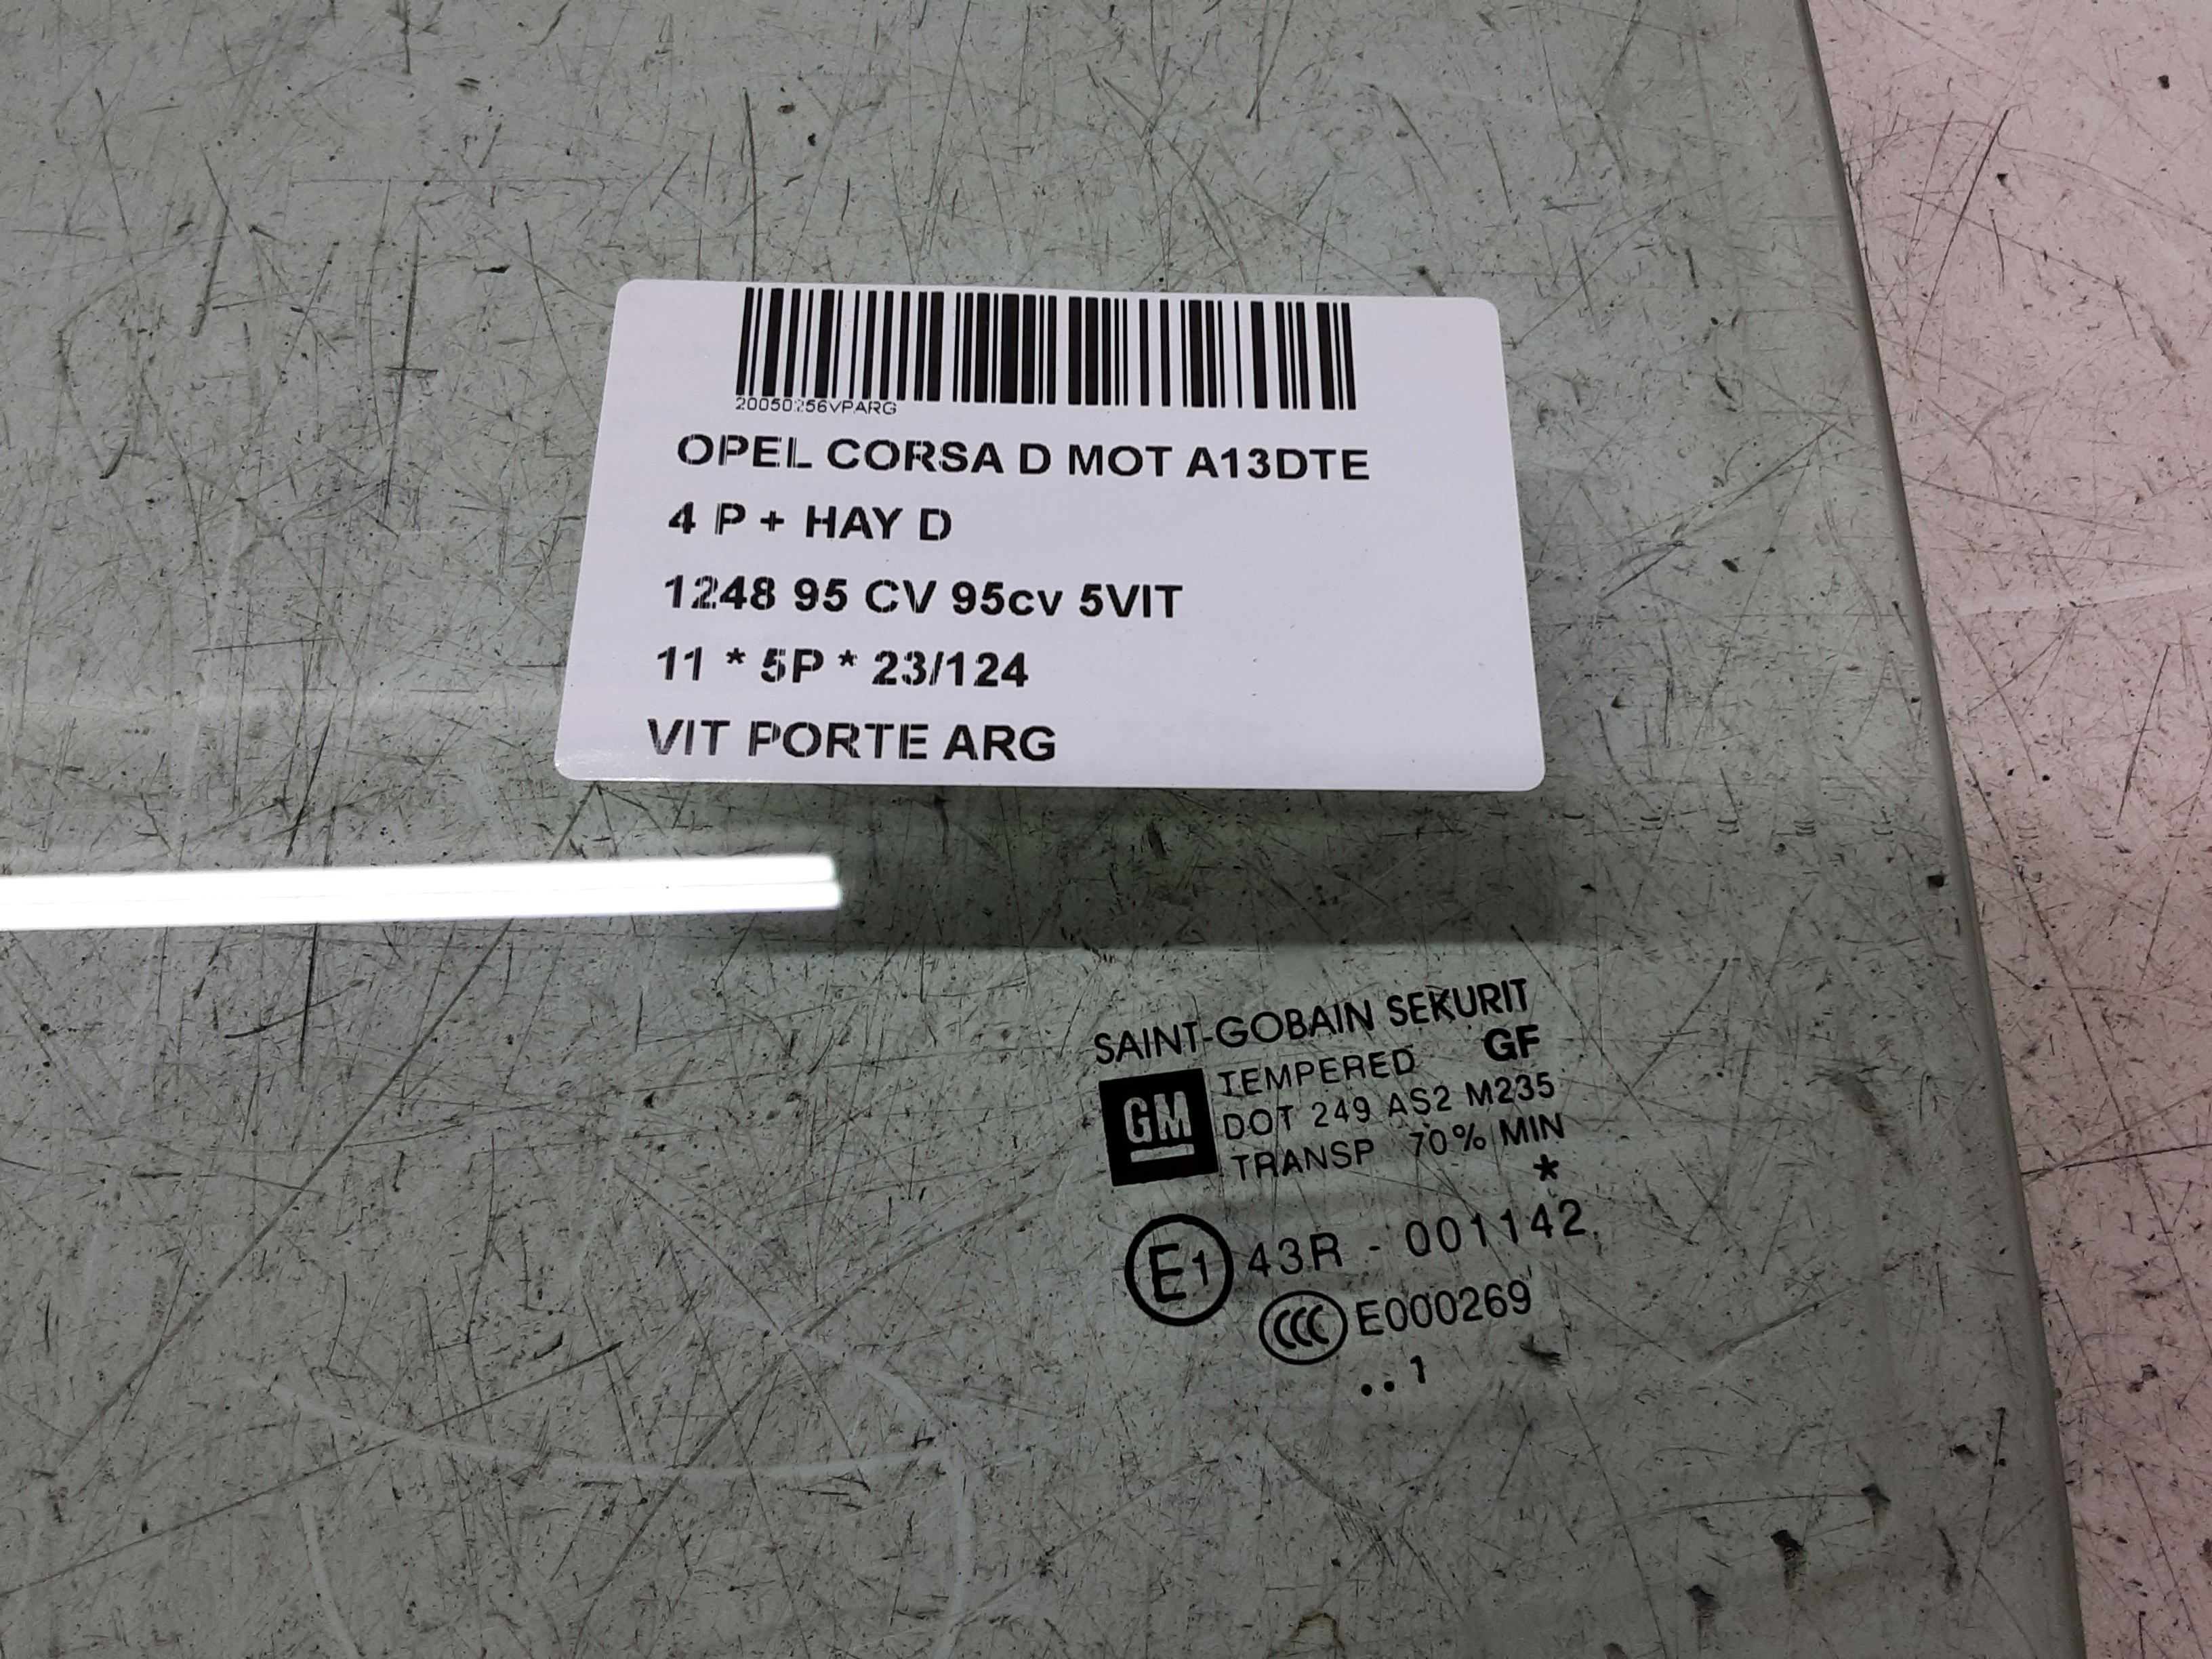 20050256VPARG
OPEL CORSA D MOT A13DTE
4 P + HAY D
1248 95 CV 95cv 5VIT
11 * 5P * 23/124
VIT PORTE ARG
SAINT-GOBAIN SEKURIT
TEMPERED GF
GM DOT 249 AS2 M235
TRANSP 70% MIN
*
E1 43R - 001142
CCC E000269
..1